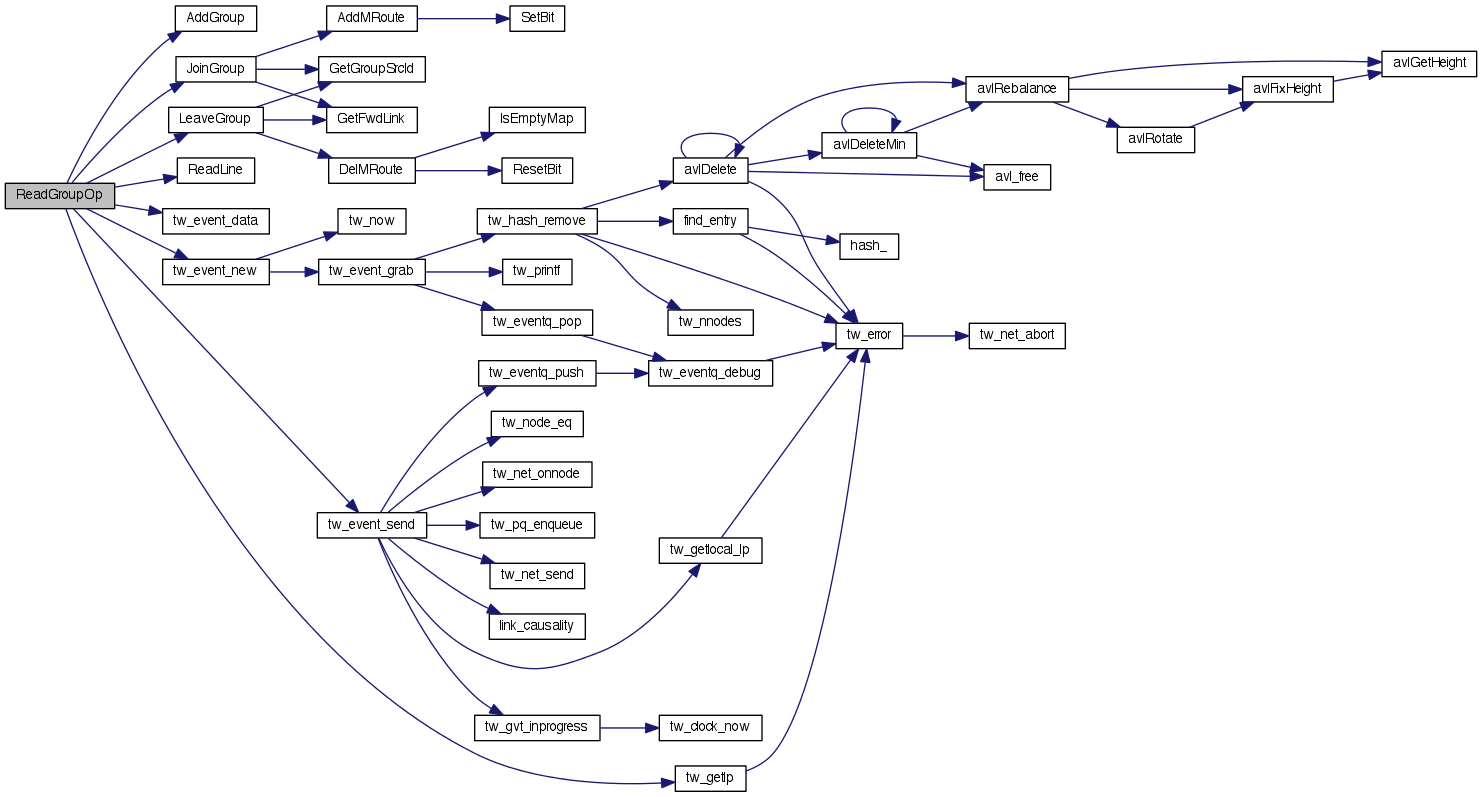 ReadGroupOp
AddGroup
JoinGroup
LeaveGroup
ReadLine
tw_event_data
tw_event_new
tw_event_send
AddMRoute
GetGroupSrcId
GetFwdLink
DelMRoute
tw_now
tw_event_grab
SetBit
IsEmptyMap
ResetBit
tw_hash_remove
tw_printf
tw_eventq_pop
tw_eventq_push
tw_node_eq
tw_net_onnode
tw_pq_enqueue
tw_net_send
link_causality
tw_gvt_inprogress
avlDelete
find_entry
tw_nnodes
tw_eventq_debug
tw_getlocal_lp
tw_clock_now
tw_getlp
avlDeleteMin
hash_
tw_error
avlRebalance
avl_free
tw_net_abort
avlRotate
avlFixHeight
avlGetHeight